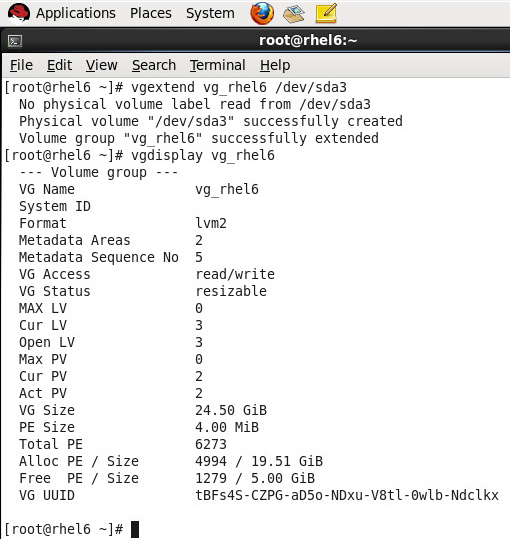 Applications Places System
root@rhel6:~
File Edit View Search Terminal Help
[root@rhel6 ~]# vgextend vg_rhel6 /dev/sda3
  No physical volume label read from /dev/sda3
  Physical volume "/dev/sda3" successfully created
  Volume group "vg_rhel6" successfully extended
[root@rhel6 ~]# vgdisplay vg_rhel6
  --- Volume group ---
  VG Name               vg_rhel6
  System ID
  Format                lvm2
  Metadata Areas        2
  Metadata Sequence No  5
  VG Access             read/write
  VG Status             resizable
  MAX LV                0
  Cur LV                3
  Open LV               3
  Max PV                0
  Cur PV                2
  Act PV                2
  VG Size               24.50 GiB
  PE Size               4.00 MiB
  Total PE              6273
  Alloc PE / Size       4994 / 19.51 GiB
  Free  PE / Size       1279 / 5.00 GiB
  VG UUID               tBFs4S-CZPG-aD5o-NDxu-V8tl-0wlb-Ndclkx
[root@rhel6 ~]#